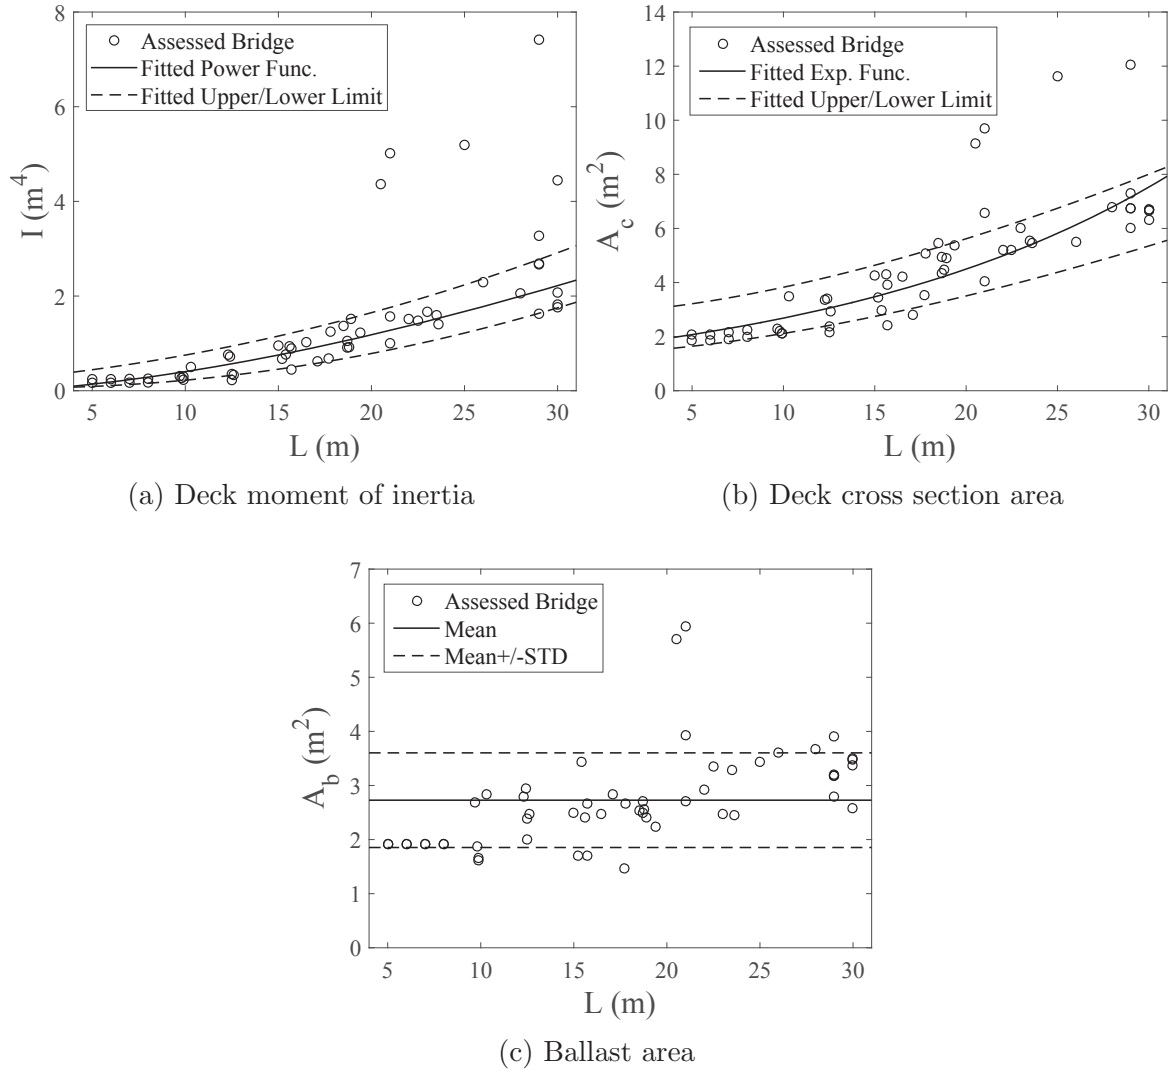 8
6
4
2
0
I (m⁴)
Assessed Bridge
Fitted Power Func.
Fitted Upper/Lower Limit
5 10 15 20 25 30
L (m)
(a) Deck moment of inertia
14
12
10
8
6
4
2
0
A_c (m²)
Assessed Bridge
Fitted Exp. Func.
Fitted Upper/Lower Limit
5 10 15 20 25 30
L (m)
(b) Deck cross section area
7
6
5
4
3
2
1
0
A_b (m²)
Assessed Bridge
Mean
Mean+/-STD
5 10 15 20 25 30
L (m)
(c) Ballast area